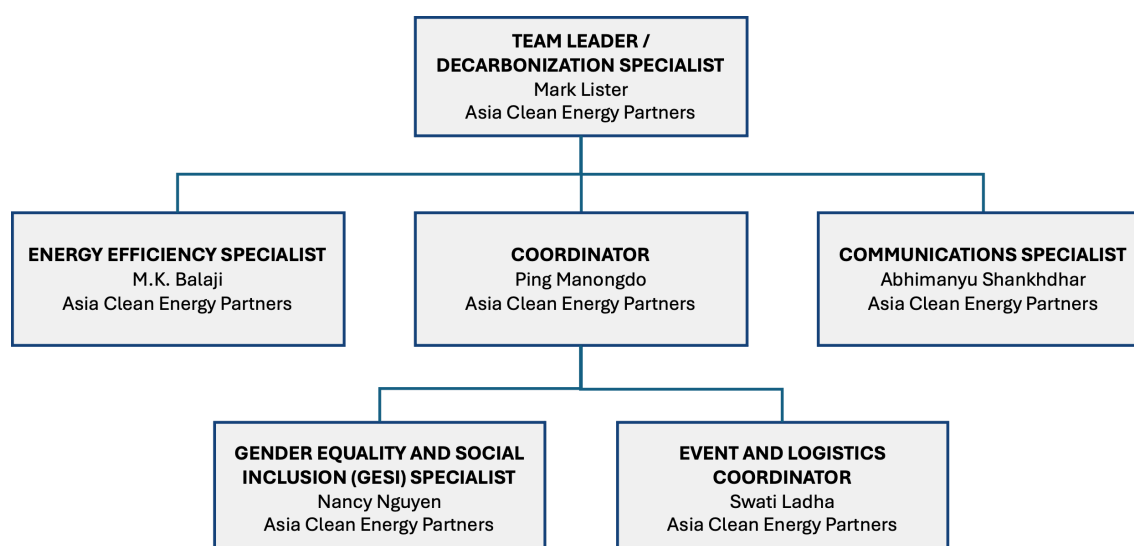 TEAM LEADER /
DECARBONIZATION SPECIALIST
Mark Lister
Asia Clean Energy Partners
ENERGY EFFICIENCY SPECIALIST
M.K. Balaji
Asia Clean Energy Partners
COORDINATOR
Ping Manongdo
Asia Clean Energy Partners
COMMUNICATIONS SPECIALIST
Abhimanyu Shankhdhar
Asia Clean Energy Partners
GENDER EQUALITY AND SOCIAL
INCLUSION (GESI) SPECIALIST
Nancy Nguyen
Asia Clean Energy Partners
EVENT AND LOGISTICS
COORDINATOR
Swati Ladha
Asia Clean Energy Partners